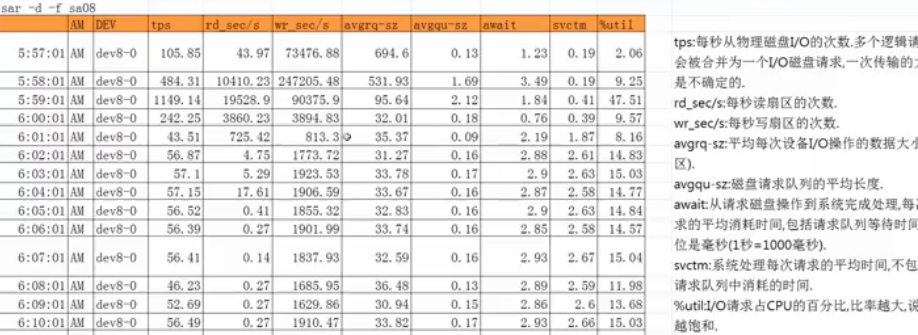 sar -d -f sa08
AM DEV tps rd_sec/s wr_sec/s avgrq-sz avgqu-sz await svctm %util
5:57:01 AM dev8-0 105.85 43.97 73476.88 694.6 0.13 1.23 0.19 2.06
5:58:01 AM dev8-0 484.31 10410.23 247205.48 531.93 1.69 3.49 0.19 9.25
5:59:01 AM dev8-0 1149.14 19528.9 90375.9 95.64 2.12 1.84 0.41 47.51
6:00:01 AM dev8-0 242.25 3860.23 3894.83 32.01 0.18 0.76 0.39 9.57
6:01:01 AM dev8-0 43.51 725.42 813.3 35.37 0.09 2.19 1.87 8.16
6:02:01 AM dev8-0 56.87 4.75 1773.72 31.27 0.16 2.88 2.61 14.83
6:03:01 AM dev8-0 57.1 5.29 1923.53 33.78 0.17 2.9 2.63 15.03
6:04:01 AM dev8-0 57.15 17.61 1906.59 33.67 0.16 2.87 2.58 14.77
6:05:01 AM dev8-0 56.52 0.41 1855.32 32.83 0.16 2.9 2.63 14.84
6:06:01 AM dev8-0 56.39 0.27 1901.99 33.74 0.16 2.85 2.58 14.57
6:07:01 AM dev8-0 56.41 0.14 1837.93 32.59 0.16 2.93 2.67 15.04
6:08:01 AM dev8-0 46.23 0.27 1685.95 36.48 0.13 2.89 2.59 11.98
6:09:01 AM dev8-0 52.69 0.27 1629.86 30.94 0.15 2.86 2.6 13.68
6:10:01 AM dev8-0 56.49 0.27 1910.47 33.82 0.17 2.93 2.66 15.03
tps:每秒从物理磁盘I/O的次数.多个逻辑请
会被合并为一个I/O磁盘请求,一次传输的大
是不确定的.
rd_sec/s:每秒读扇区的次数.
wr_sec/s:每秒写扇区的次数.
avgrq-sz:平均每次设备I/O操作的数据大小
区).
avgqu-sz:磁盘请求队列的平均长度.
await:从请求磁盘操作到系统完成处理,每
求的平均消耗时间,包括请求队列等待时间
位是毫秒(1秒=1000毫秒).
svctm:系统处理每次请求的平均时间,不包
请求队列中消耗的时间.
%util:I/O请求占CPU的百分比,比率越大,说
越饱和.